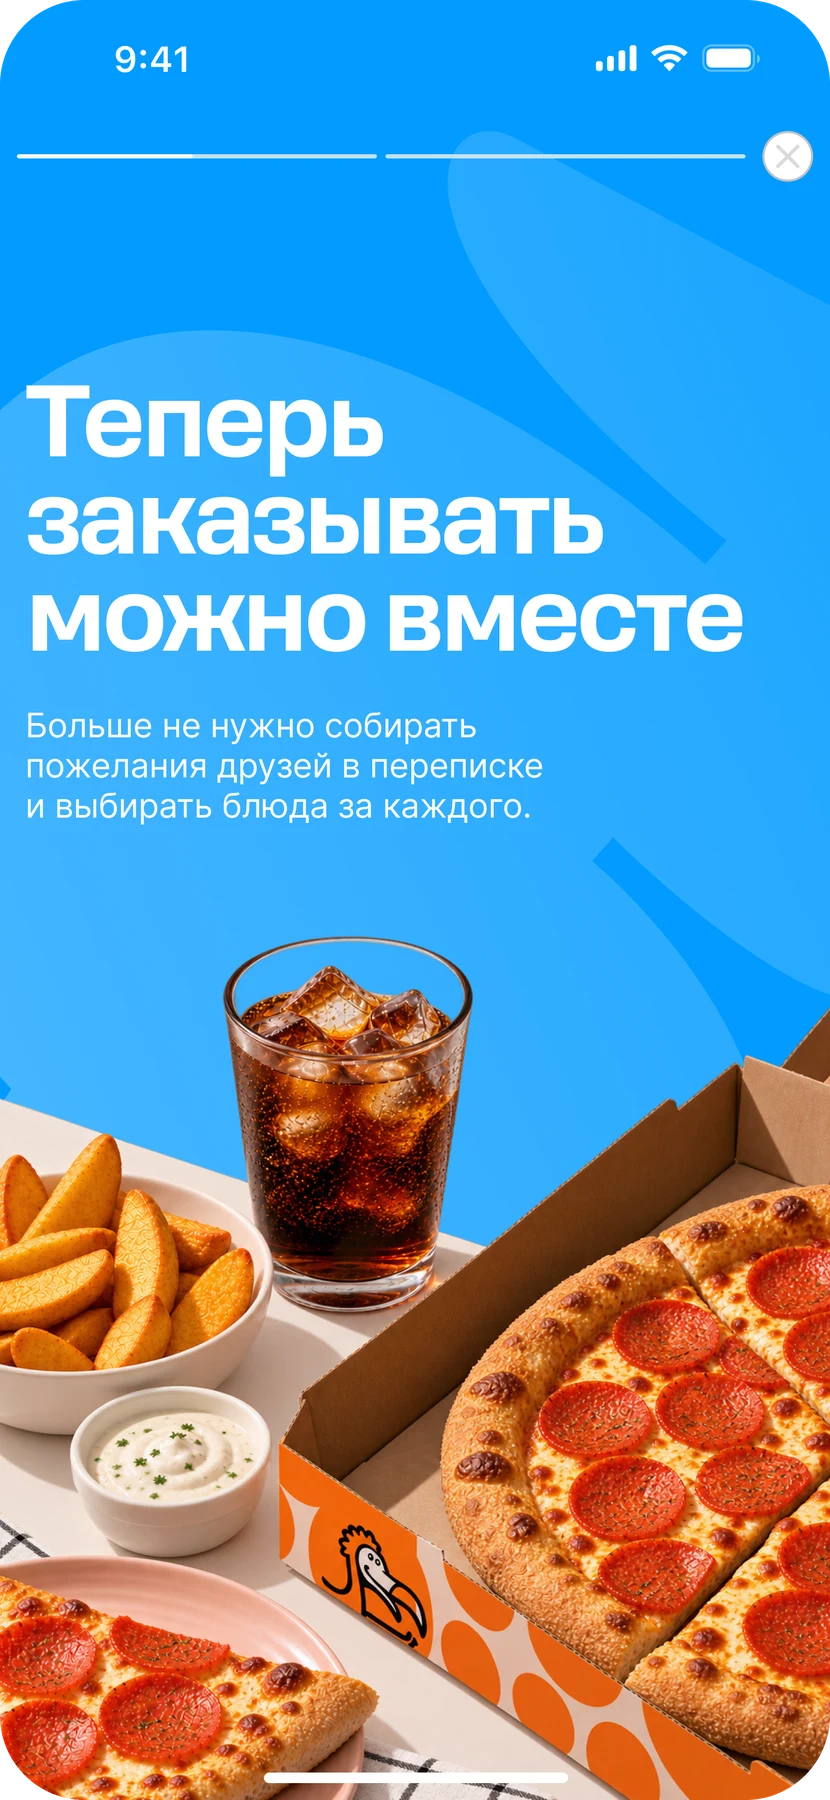 9:41
Теперь
заказывать
можно вместе
Больше не нужно собирать
пожелания друзей в переписке
и выбирать блюда за каждого.